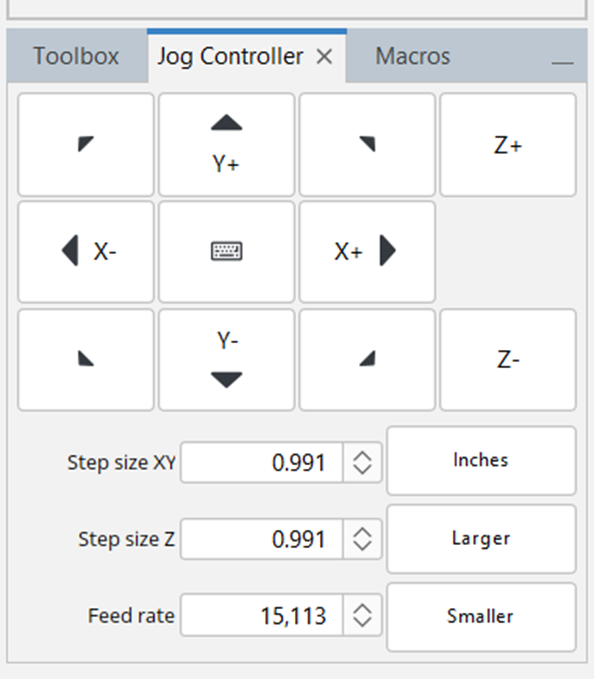 Toolbox
Jog Controller
Macros
Y+
Z+
X-
X+
Y-
Z-
Step size XY 0.991 Inches
Step size Z 0.991 Larger
Feed rate 15,113 Smaller